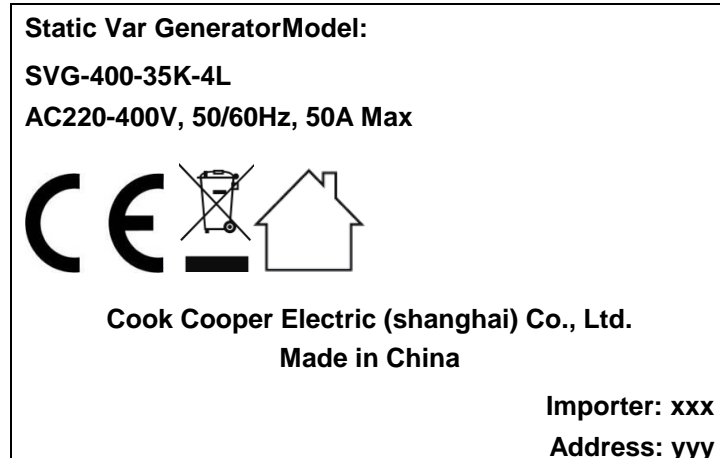 Static Var GeneratorModel:
SVG-400-35K-4L
AC220-400V, 50/60Hz, 50A Max
CE
Cook Cooper Electric (shanghai) Co., Ltd.
Made in China
Importer: xxx
Address: yyy